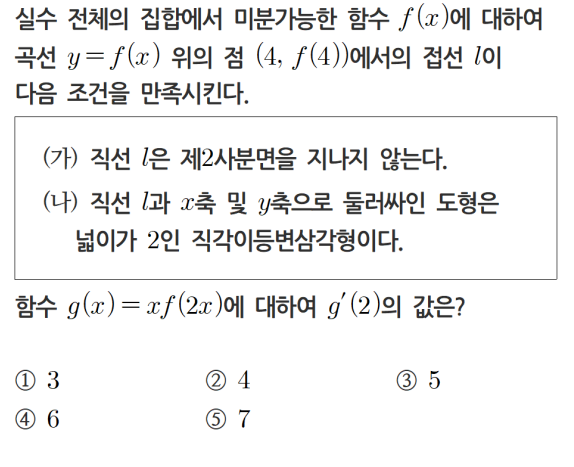 실수 전체의 집합에서 미분가능한 함수 f(x)에 대하여
곡선 y=f(x) 위의 점 (4, f(4))에서의 접선 l이
다음 조건을 만족시킨다.
(가) 직선 l은 제2사분면을 지나지 않는다.
(나) 직선 l과 x축 및 y축으로 둘러싸인 도형은
넓이가 2인 직각이등변삼각형이다.
함수 g(x)=xf(2x)에 대하여 g′(2)의 값은?
① 3 ② 4 ③ 5
④ 6 ⑤ 7